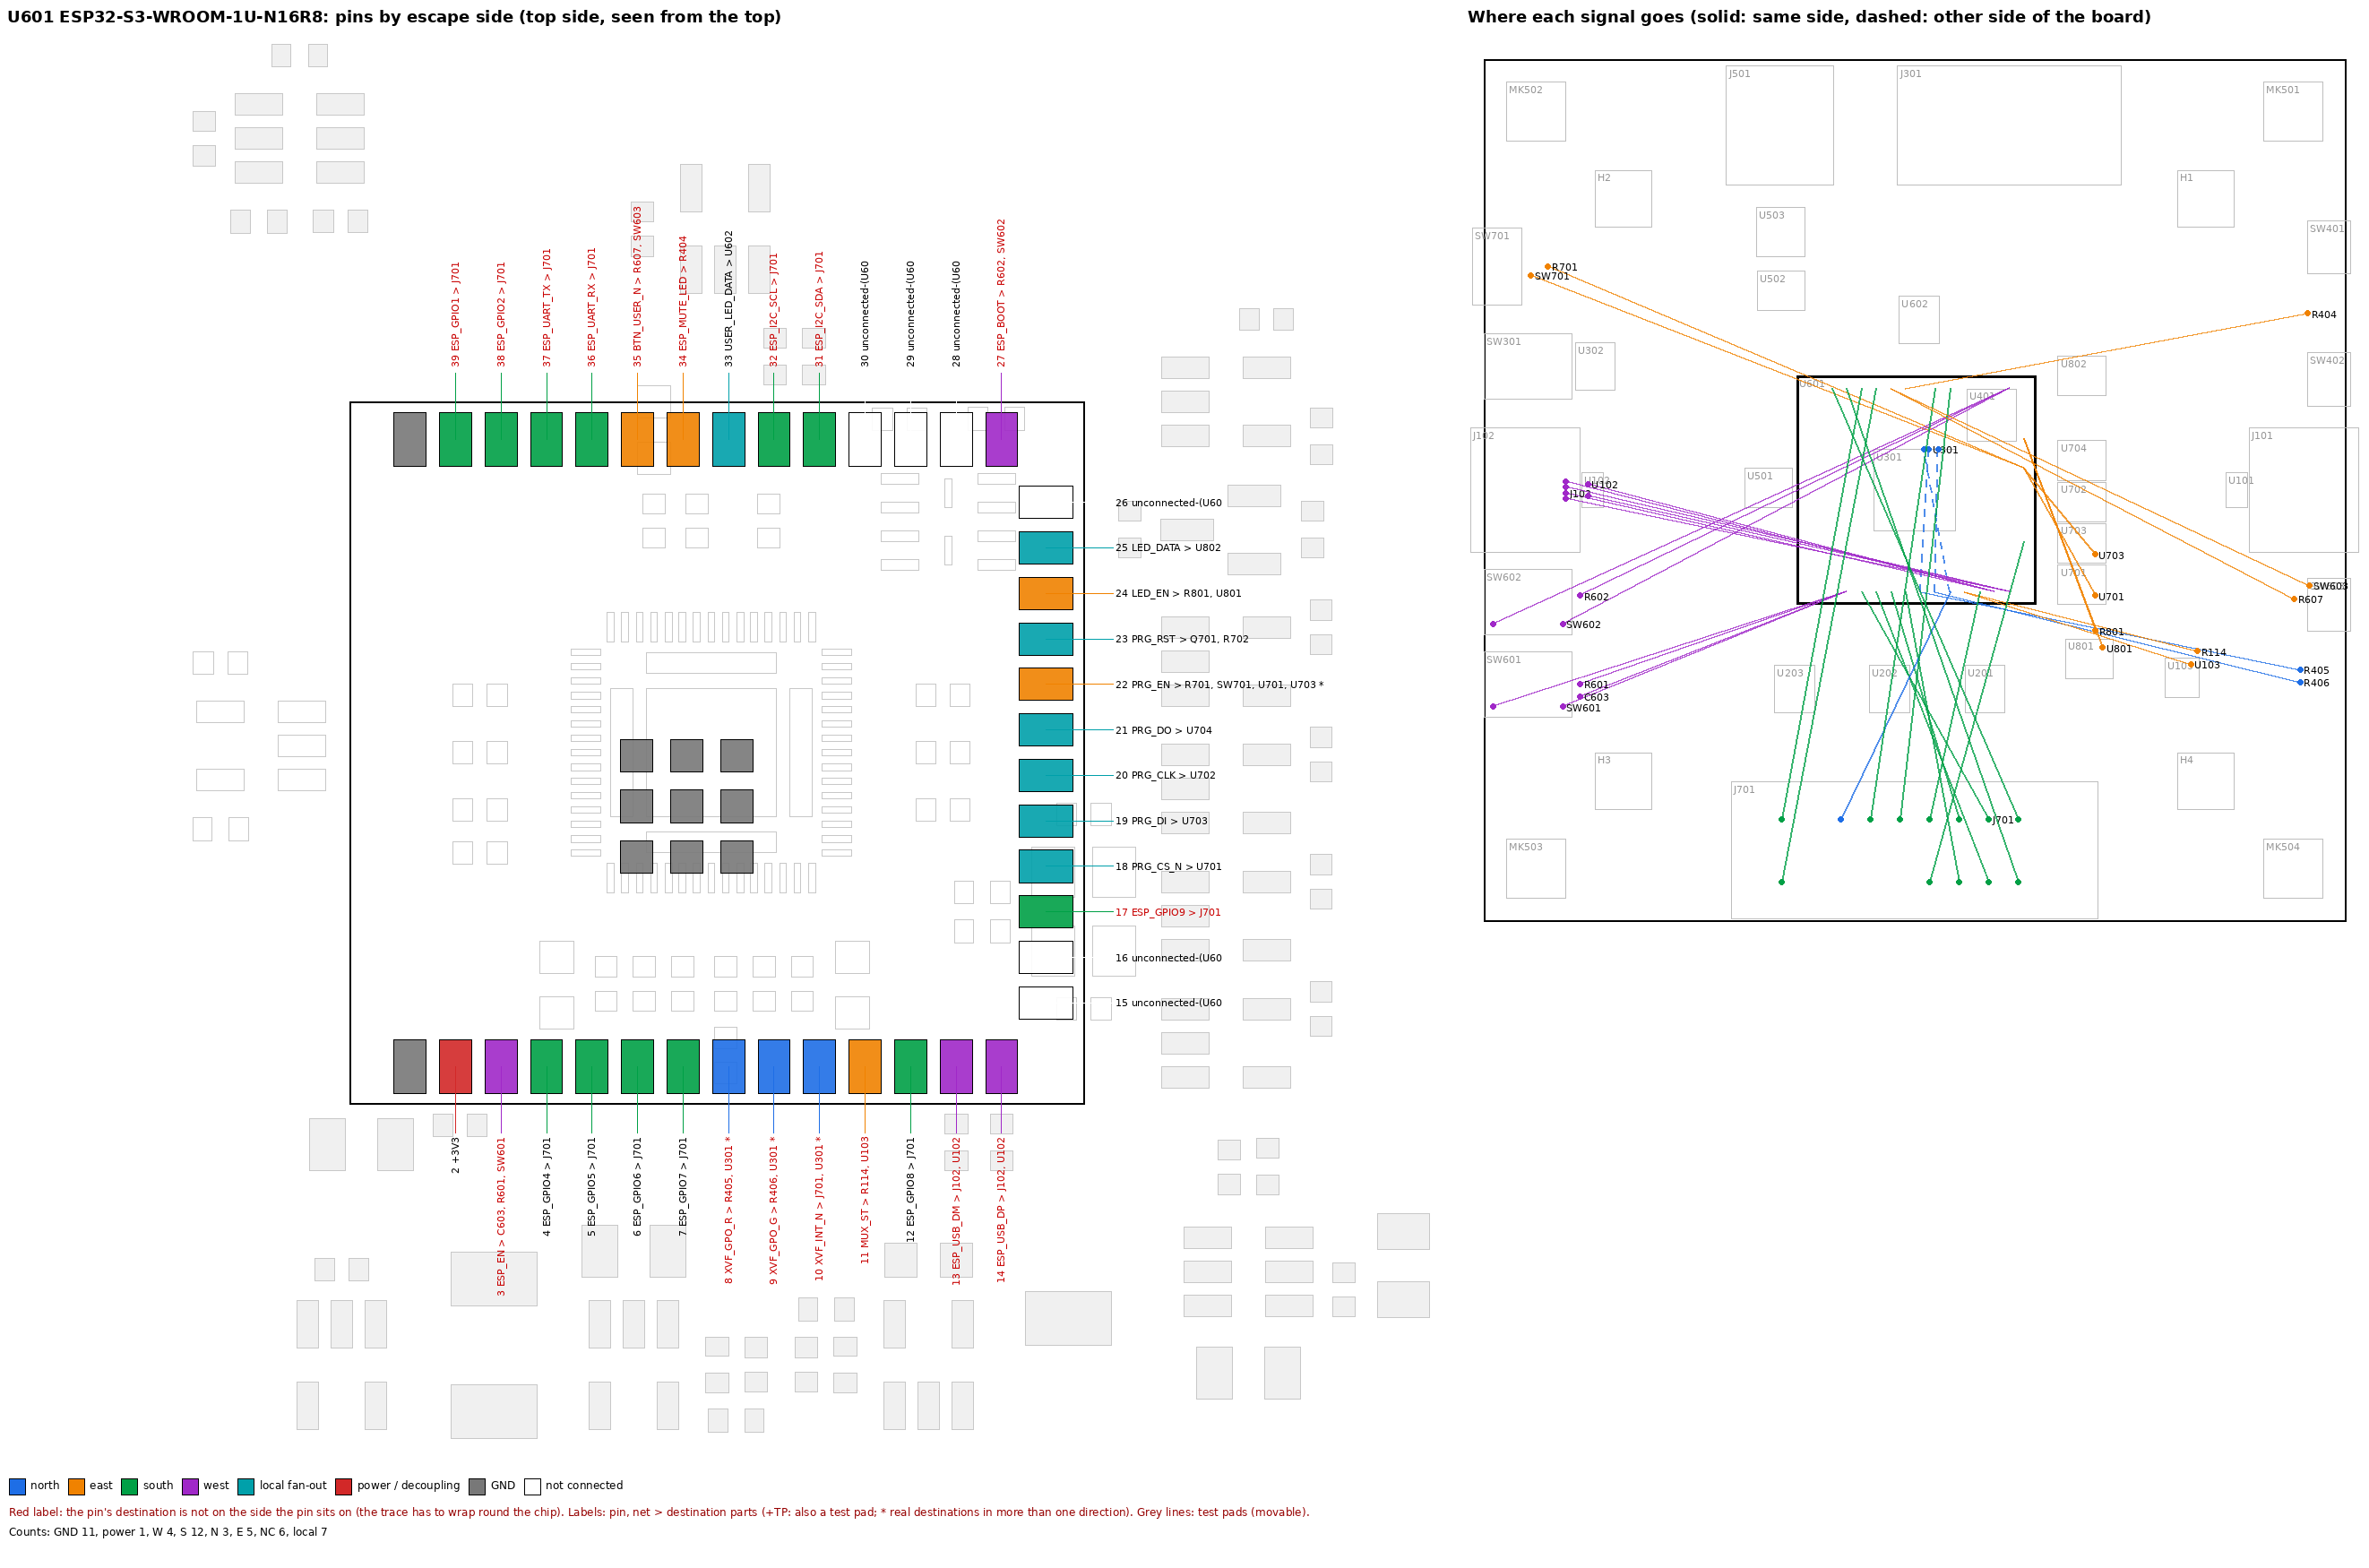 U601 ESP32-S3-WROOM-1U-N16R8: pins by escape side (top side, seen from the top)
39 ESP_GPIO1 > J701
38 ESP_GPIO2 > J701
37 ESP_UART_TX > J701
36 ESP_UART_RX > J701
35 BTN_USER_N > R607, SW603
34 ESP_MUTE_LED > R404
33 USER_LED_DATA > U602
32 ESP_I2C_SCL > J701
31 ESP_I2C_SDA > J701
30 unconnected-(U60
29 unconnected-(U60
28 unconnected-(U60
27 ESP_BOOT > R602, SW602
26 unconnected-(U60
25 LED_DATA > U802
24 LED_EN > R801, U801
23 PRG_RST > Q701, R702
22 PRG_EN > R701, SW701, U701, U703 *
21 PRG_DO > U704
20 PRG_CLK > U702
19 PRG_DI > U703
18 PRG_CS_N > U701
17 ESP_GPIO9 > J701
16 unconnected-(U60
15 unconnected-(U60
2 +3V3
3 ESP_EN > C603, R601, SW601
4 ESP_GPIO4 > J701
5 ESP_GPIO5 > J701
6 ESP_GPIO6 > J701
7 ESP_GPIO7 > J701
8 XVF_GPO_R > R405, U301 *
9 XVF_GPO_G > R406, U301 *
10 XVF_INT_N > J701, U301 *
11 MUX_ST > R114, U103
12 ESP_GPIO8 > J701
13 ESP_USB_DM > J102, U102
14 ESP_USB_DP > J102, U102
Where each signal goes (solid: same side, dashed: other side of the board)
MK502
J501
J301
MK501
H2
H1
U503
SW401
SW701
R701
SW701
U502
U602
R404
SW301
U302
U802
SW402
U601
U401
J102
J101
U301
U301
U704
U501
U102
U102
J102
U702
U101
U703
U703
SW602
R602
SW602
U701
U701
SW603
R607
R801
U801
U801
R114
U103
R405
R406
SW601
R601
C603
SW601
U203
U202
U201
H3
H4
J701
J701
MK503
MK504
north
east
south
west
local fan-out
power / decoupling
GND
not connected
Red label: the pin's destination is not on the side the pin sits on (the trace has to wrap round the chip). Labels: pin, net > destination parts (+TP: also a test pad; * real destinations in more than one direction). Grey lines: test pads (movable).
Counts: GND 11, power 1, W 4, S 12, N 3, E 5, NC 6, local 7